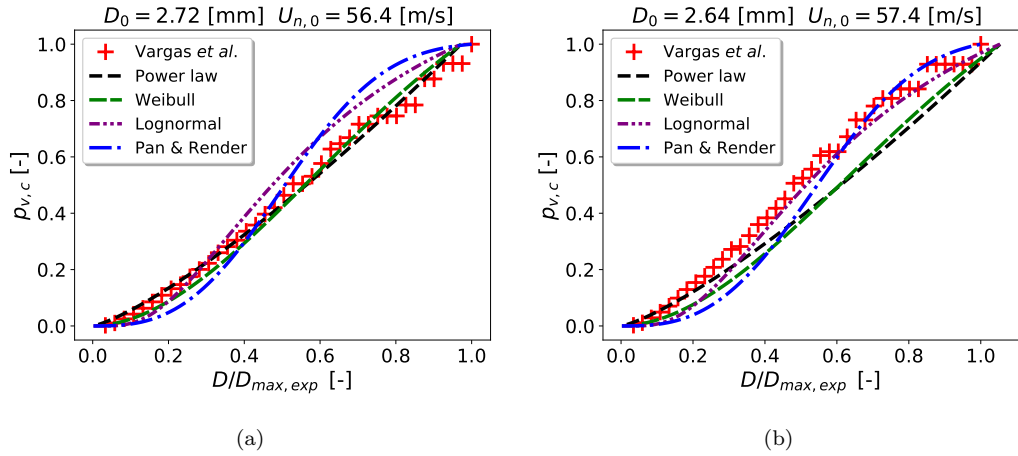 D₀ = 2.72 [mm] Uₙ,₀ = 56.4 [m/s]
1.0
0.8
0.6
0.4
0.2
0.0
p_{v,c} [-]
Vargas et al.
Power law
Weibull
Lognormal
Pan & Render
0.0 0.2 0.4 0.6 0.8 1.0
D/D_{max, exp} [-]
(a)
D₀ = 2.64 [mm] Uₙ,₀ = 57.4 [m/s]
1.0
0.8
0.6
0.4
0.2
0.0
p_{v,c} [-]
Vargas et al.
Power law
Weibull
Lognormal
Pan & Render
0.0 0.2 0.4 0.6 0.8 1.0
D/D_{max, exp} [-]
(b)